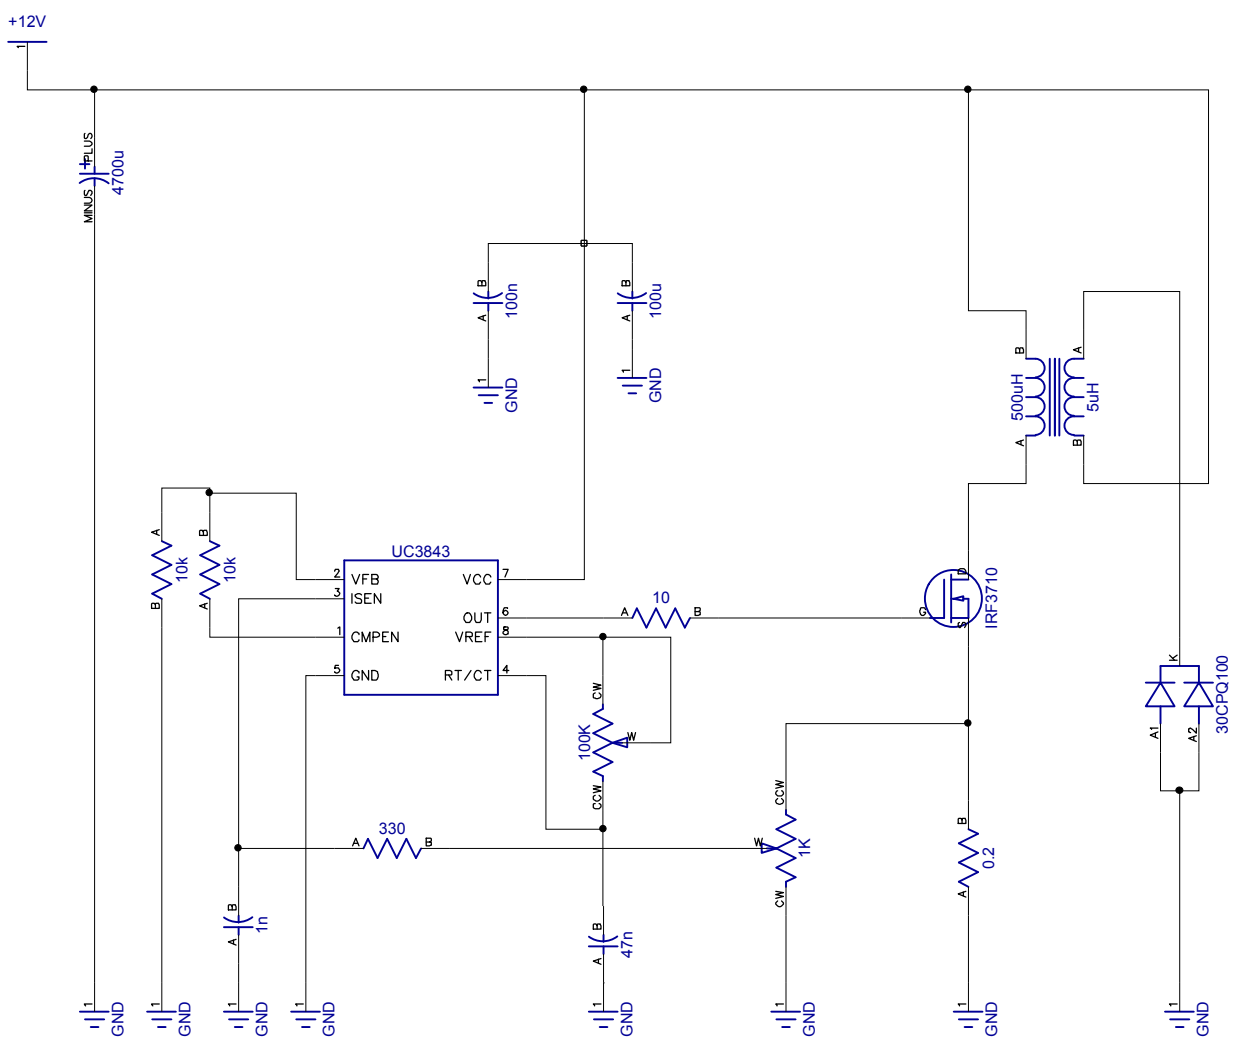 +12V
1
PLUS
+
4700u
MINUS
B
100n
A
1
GND
B
100u
A
1
GND
B
500uH
A
A
5uH
B
A
10k
B
B
10k
A
UC3843
2 VFB
3 ISEN
1 CMPEN
5 GND
VCC 7
OUT 6
VREF 8
RT/CT 4
A 10 B
D
G
S
IRF3710
CW
100K
W
CCW
K
30CPQ100
A1
A2
A 330 B
CCW
W
1K
CW
B
0.2
A
B
1n
A
B
47n
A
1
GND
1
GND
1
GND
1
GND
1
GND
1
GND
1
GND
1
GND